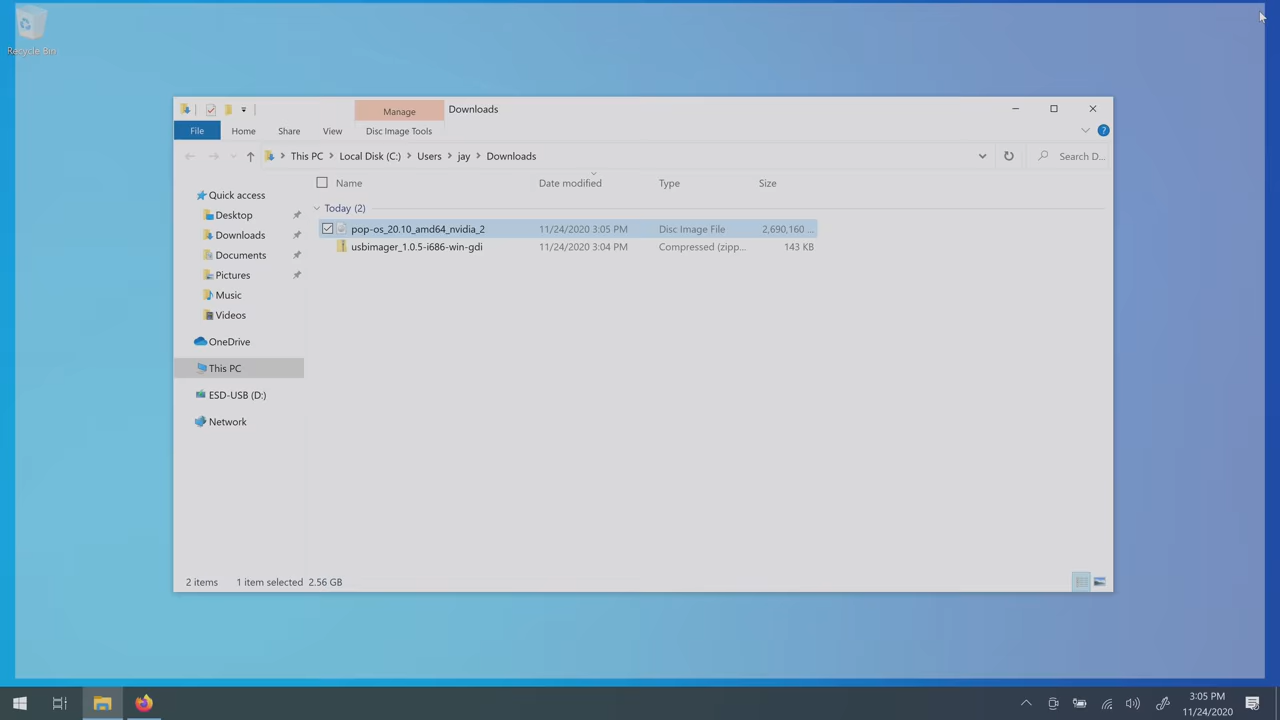 Recycle Bin
Manage
Downloads
File
Home
Share
View
Disc Image Tools
This PC
Local Disk (C:)
Users
jay
Downloads
Search D...
Name
Date modified
Type
Size
Today (2)
pop-os_20.10_amd64_nvidia_2
11/24/2020 3:05 PM
Disc Image File
2,690,160 ...
usbimager_1.0.5-i686-win-gdi
11/24/2020 3:04 PM
Compressed (zipp...
143 KB
Quick access
Desktop
Downloads
Documents
Pictures
Music
Videos
OneDrive
This PC
ESD-USB (D:)
Network
2 items
1 item selected 2.56 GB
3:05 PM
11/24/2020